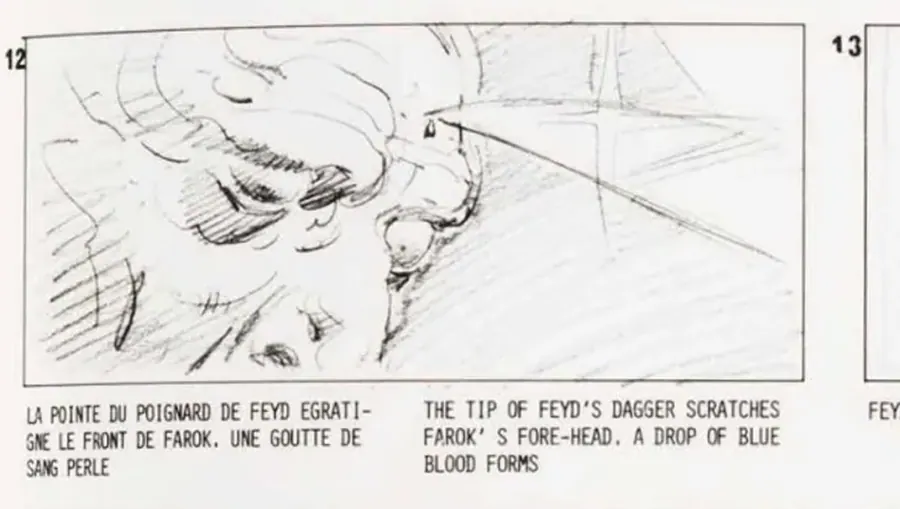 12
LA POINTE DU POIGNARD DE FEYD EGRATI-
GNE LE FRONT DE FAROK. UNE GOUTTE DE
SANG PERLE
THE TIP OF FEYD'S DAGGER SCRATCHES
FAROK' S FORE-HEAD. A DROP OF BLUE
BLOOD FORMS
13